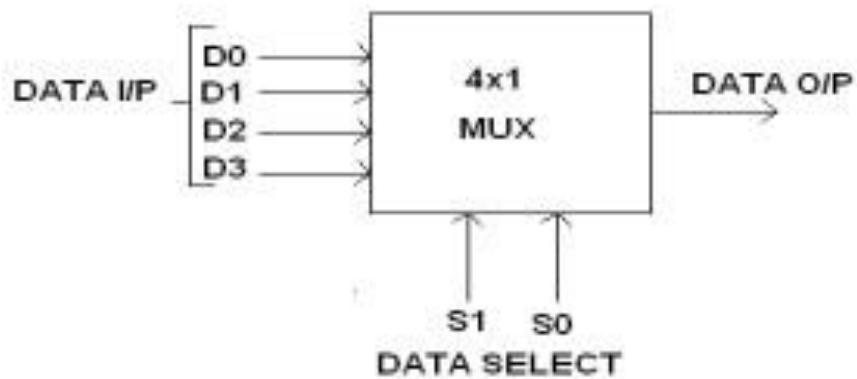 D0
DATA I/P
D1
D2
D3
4x1
MUX
DATA O/P
S1 S0
DATA SELECT